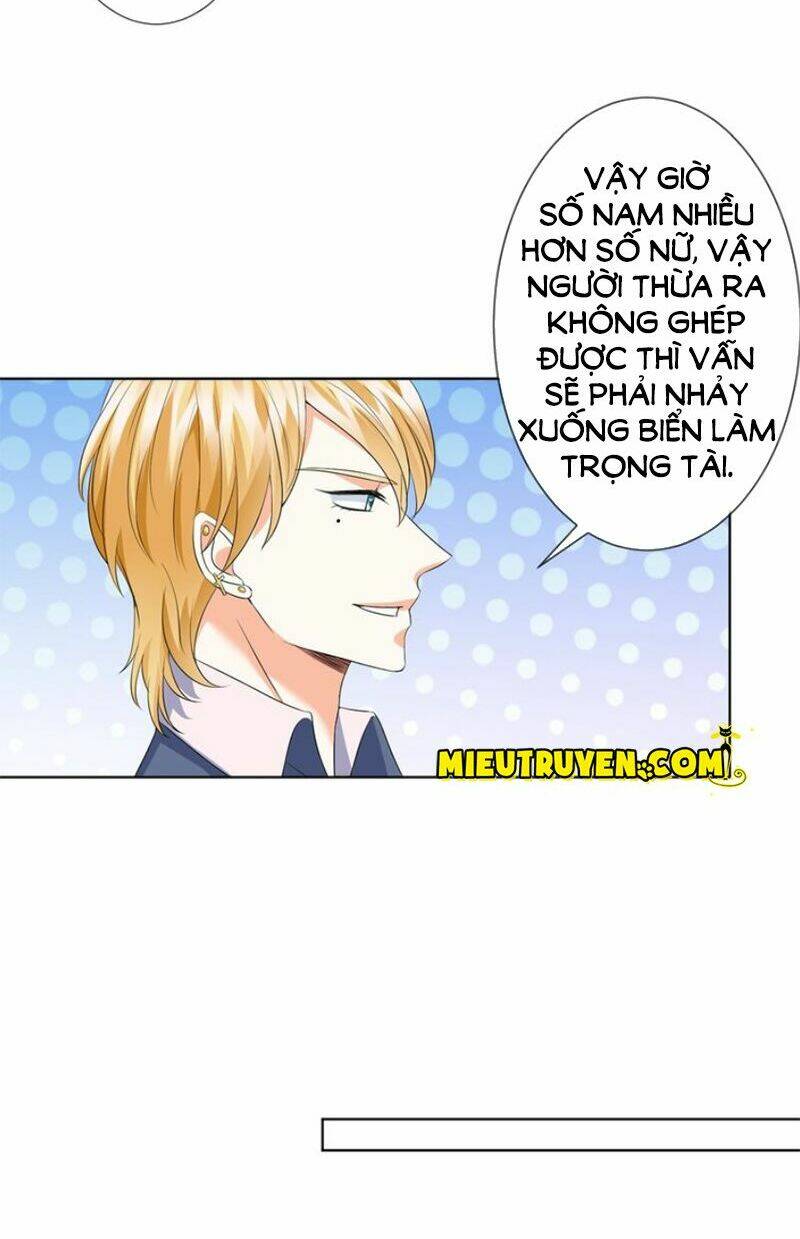 VẬY GIỜ
SỐ NAM NHIỀU
HƠN SỐ NỮ, VẬY
NGƯỜI THỪA RA
KHÔNG GHÉP
ĐƯỢC THÌ VẪN
SẼ PHẢI NHẢY
XUỐNG BIỂN LÀM
TRỌNG TÀI.
MIEUTRUYEN.COM